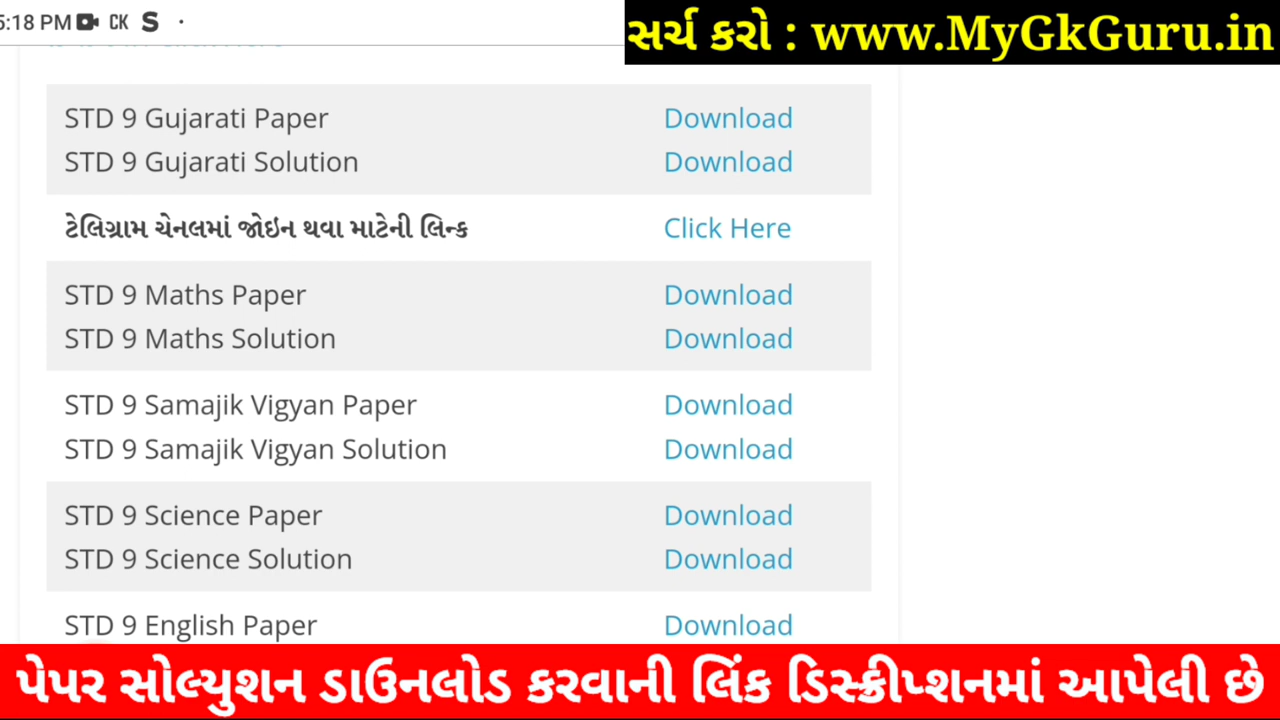 5:18 PM CK S
સર્ચ કરો : www.MyGkGuru.in
STD 9 Gujarati Paper Download
STD 9 Gujarati Solution Download
ટેલિગ્રામ ચેનલમાં જોઇન થવા માટેની લિન્ક Click Here
STD 9 Maths Paper Download
STD 9 Maths Solution Download
STD 9 Samajik Vigyan Paper Download
STD 9 Samajik Vigyan Solution Download
STD 9 Science Paper Download
STD 9 Science Solution Download
STD 9 English Paper Download
પેપર સોલ્યુશન ડાઉનલોડ કરવાની લિંક ડિસ્ક્રીપ્શનમાં આપેલી છે